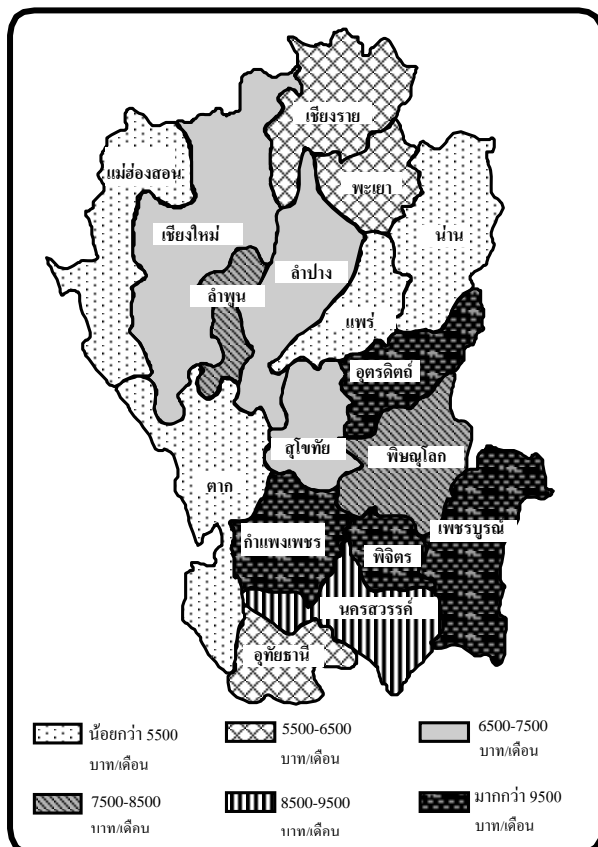 เชียงราย
แม่ฮ่องสอน
พะเยา
เชียงใหม่
น่าน
ลำปาง
ลำพูน
แพร่
อุตรดิตถ์
สุโขทัย
พิษณุโลก
ตาก
เพชรบูรณ์
กำแพงเพชร
พิจิตร
นครสวรรค์
อุทัยธานี
น้อยกว่า 5500
บาท/เดือน
5500-6500
บาท/เดือน
6500-7500
บาท/เดือน
7500-8500
บาท/เดือน
8500-9500
บาท/เดือน
มากกว่า 9500
บาท/เดือน